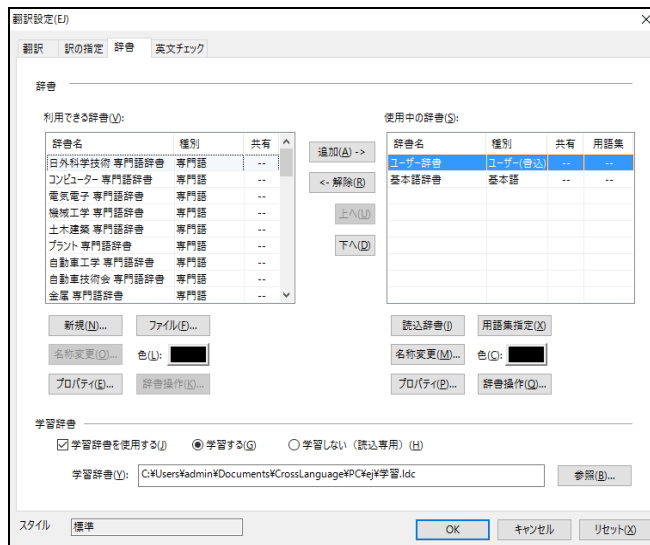 翻訳設定(EJ)
翻訳 訳の指定 辞書 英文チェック
辞書
利用できる辞書(V): 使用中の辞書(S):
辞書名 種別 共有
日外科学技術 専門語辞書 専門語 --
コンピューター 専門語辞書 専門語 --
電気電子 専門語辞書 専門語 --
機械工学 専門語辞書 専門語 --
土木建築 専門語辞書 専門語 --
プラント 専門語辞書 専門語 --
自動車工学 専門語辞書 専門語 --
自動車技術会 専門語辞書 専門語 --
金属 専門語辞書 専門語 --
追加(A) ->
<- 解除(R)
上へ(U)
下へ(D)
辞書名 種別 共有 用語集
ユーザー辞書 ユーザー(書込) -- --
基本語辞書 基本語 -- --
新規(N)... ファイル(F)...
名称変更(O)... 色(L):
プロパティ(E)... 辞書操作(K)...
読込辞書(I) 用語集指定(X)
名称変更(M)... 色(C):
プロパティ(P)... 辞書操作(Q)...
学習辞書
学習辞書を使用する(J) 学習する(G) 学習しない（読込専用）(H)
学習辞書(Y): C:¥Users¥admin¥Documents¥CrossLanguage¥PC¥ej¥学習.ldc 参照(B)...
スタイル 標準 OK キャンセル リセット(X)